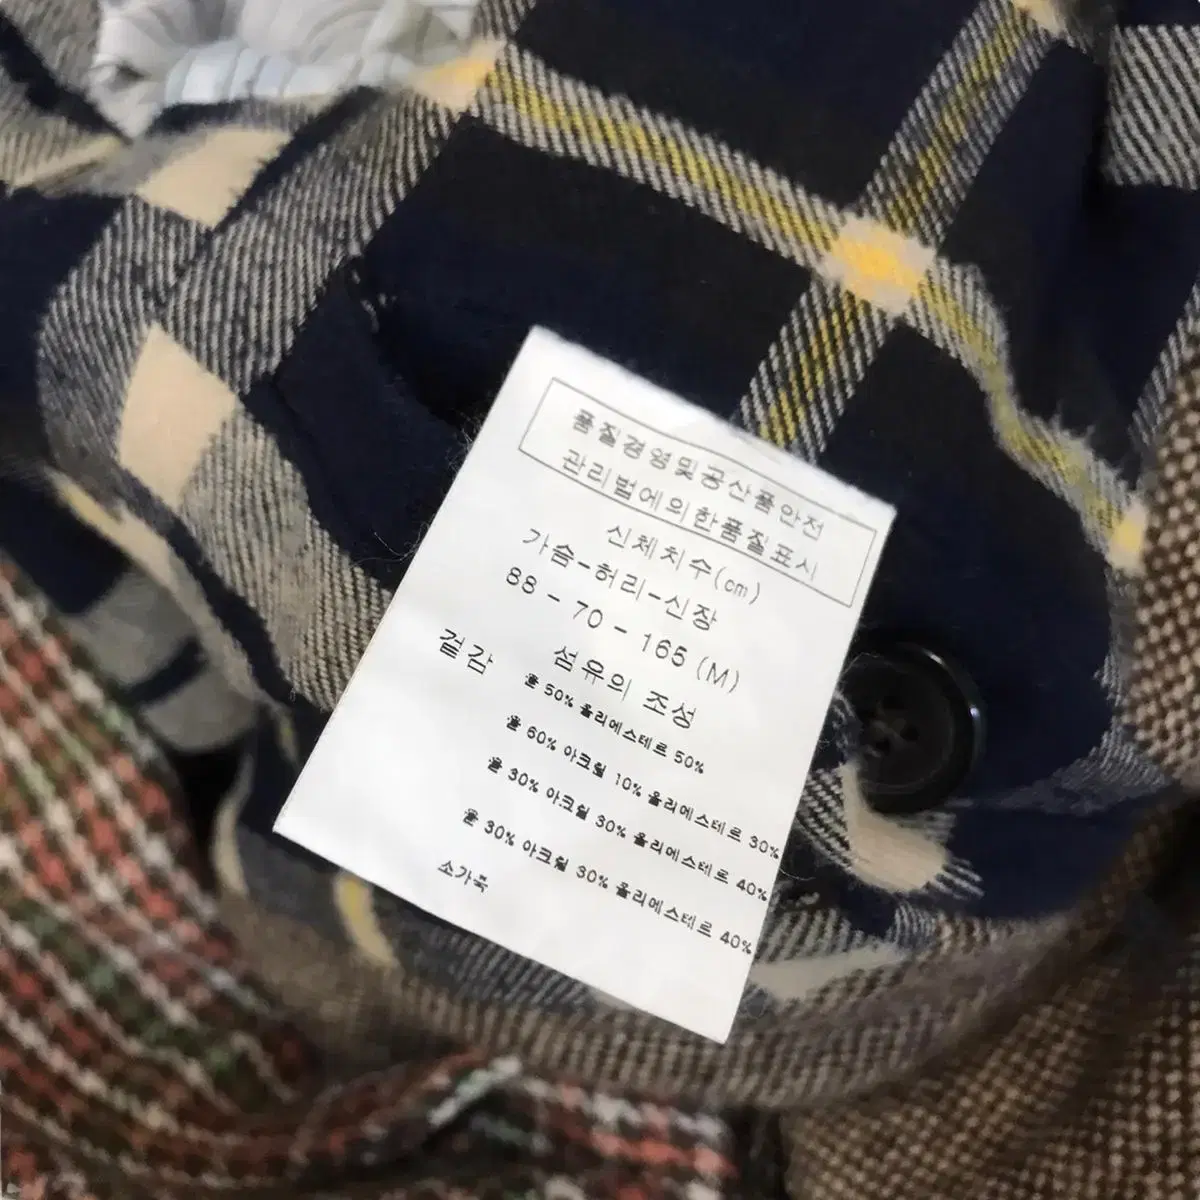 품질경영및공산품안전
관리법에의한품질표시
신체치수(cm)
가슴-허리-신장
88 - 70 - 165 (M)
섬유의 조성
겉감 울 50% 폴리에스테르 50%
울 60% 아크릴 10% 폴리에스테르 30%
울 30% 아크릴 30% 폴리에스테르 40%
울 30% 아크릴 30% 폴리에스테르 40%
소가죽